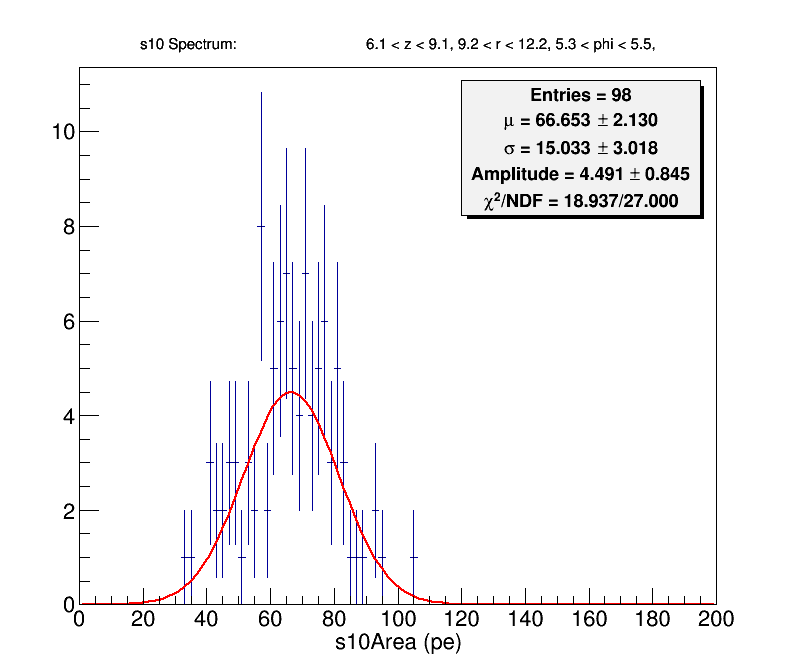 s10 Spectrum: 6.1 < z < 9.1, 9.2 < r < 12.2, 5.3 < phi < 5.5,
Entries = 98
μ = 66.653 ± 2.130
σ = 15.033 ± 3.018
Amplitude = 4.491 ± 0.845
χ²/NDF = 18.937/27.000
10
8
6
4
2
0
0 20 40 60 80 100 120 140 160 180 200
s10Area (pe)